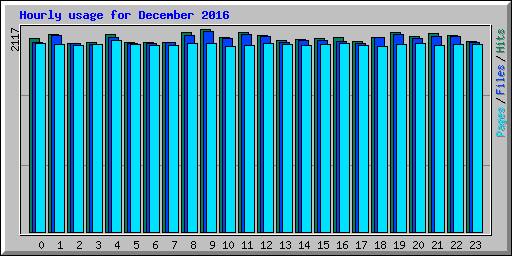 Hourly usage for December 2016
2117
Pages/Files/Hits
0 1 2 3 4 5 6 7 8 9 10 11 12 13 14 15 16 17 18 19 20 21 22 23